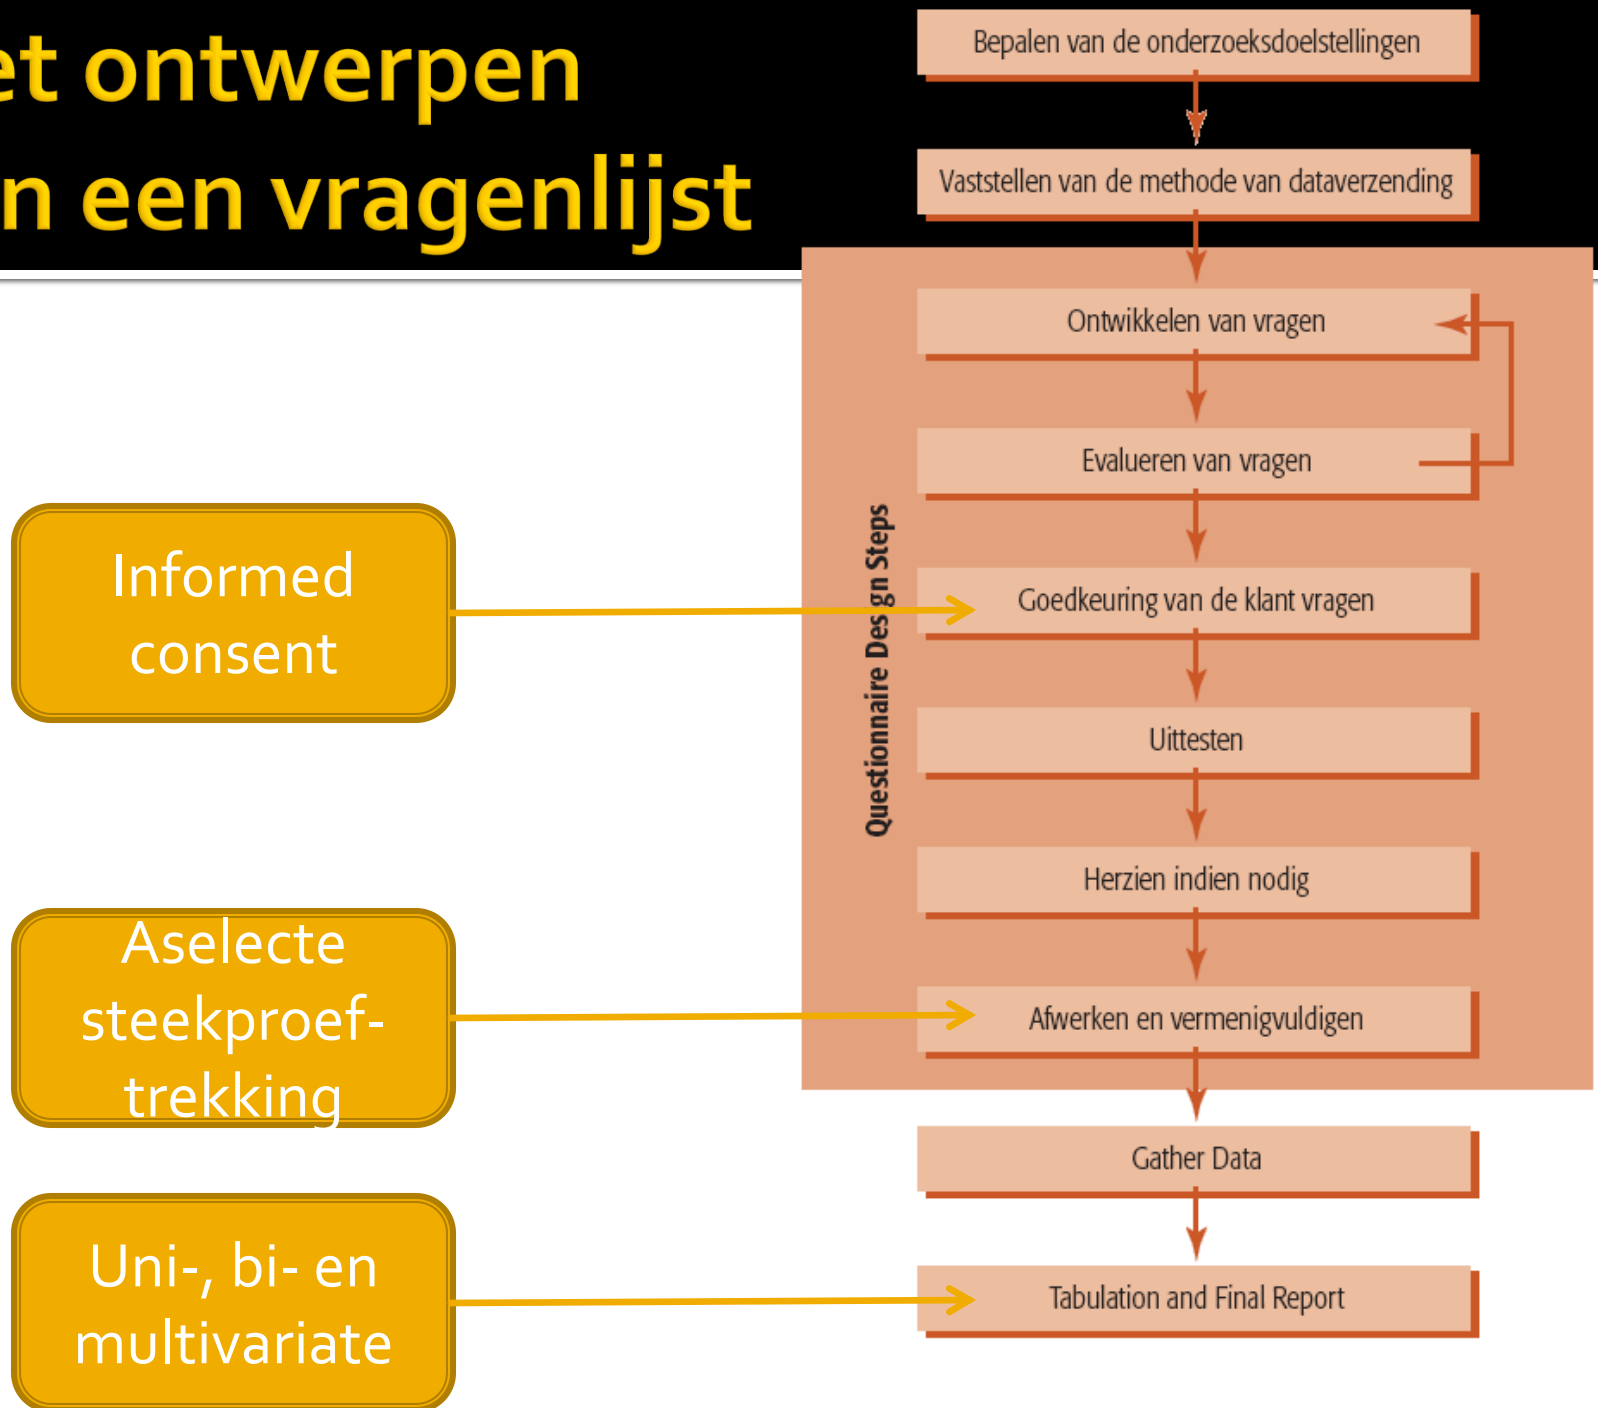 et ontwerpen
n een vragenlijst
Bepalen van de onderzoeksdoelstellingen
Vaststellen van de methode van dataverzending
Questionnaire Design Steps
Ontwikkelen van vragen
Evalueren van vragen
Goedkeuring van de klant vragen
Uittesten
Herzien indien nodig
Afwerken en vermenigvuldigen
Gather Data
Tabulation and Final Report
Informed
consent
Aselecte
steekproef-
trekking
Uni-, bi- en
multivariate